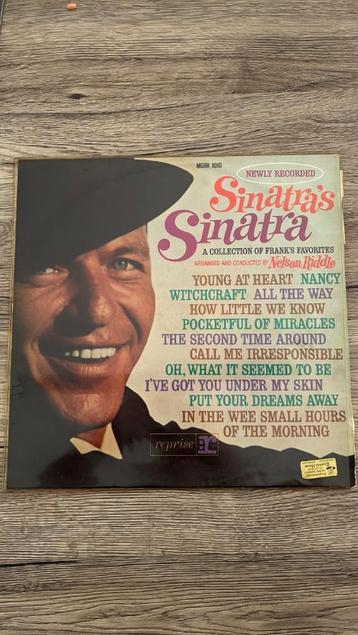 MGRR 1010
NEWLY RECORDED
Sinatra's
Sinatra
A COLLECTION OF FRANK'S FAVORITES
ARRANGED AND CONDUCTED BY Nelson Riddle
YOUNG AT HEART NANCY
WITCHCRAFT ALL THE WAY
HOW LITTLE WE KNOW
POCKETFUL OF MIRACLES
THE SECOND TIME AROUND
CALL ME IRRESPONSIBLE
OH, WHAT IT SEEMED TO BE
I'VE GOT YOU UNDER MY SKIN
PUT YOUR DREAMS AWAY
IN THE WEE SMALL HOURS
OF THE MORNING
reprise